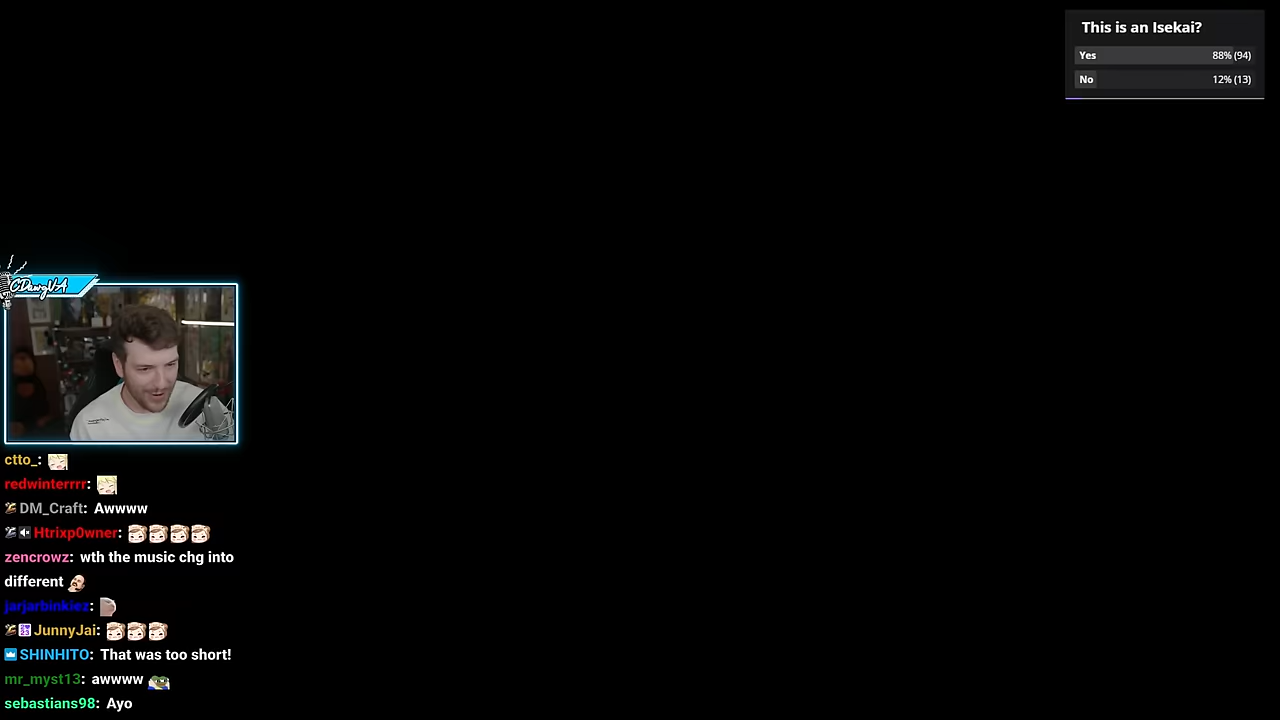 This is an Isekai?
Yes 88% (94)
No 12% (13)
CDawgVA
ctto_:
redwinterrrr:
DM_Craft: Awwww
Htrixp0wner:
zencrowz: wth the music chg into
different
jarjarbinkiez:
JunnyJai:
SHINHITO: That was too short!
mr_myst13: awwww
sebastians98: Ayo